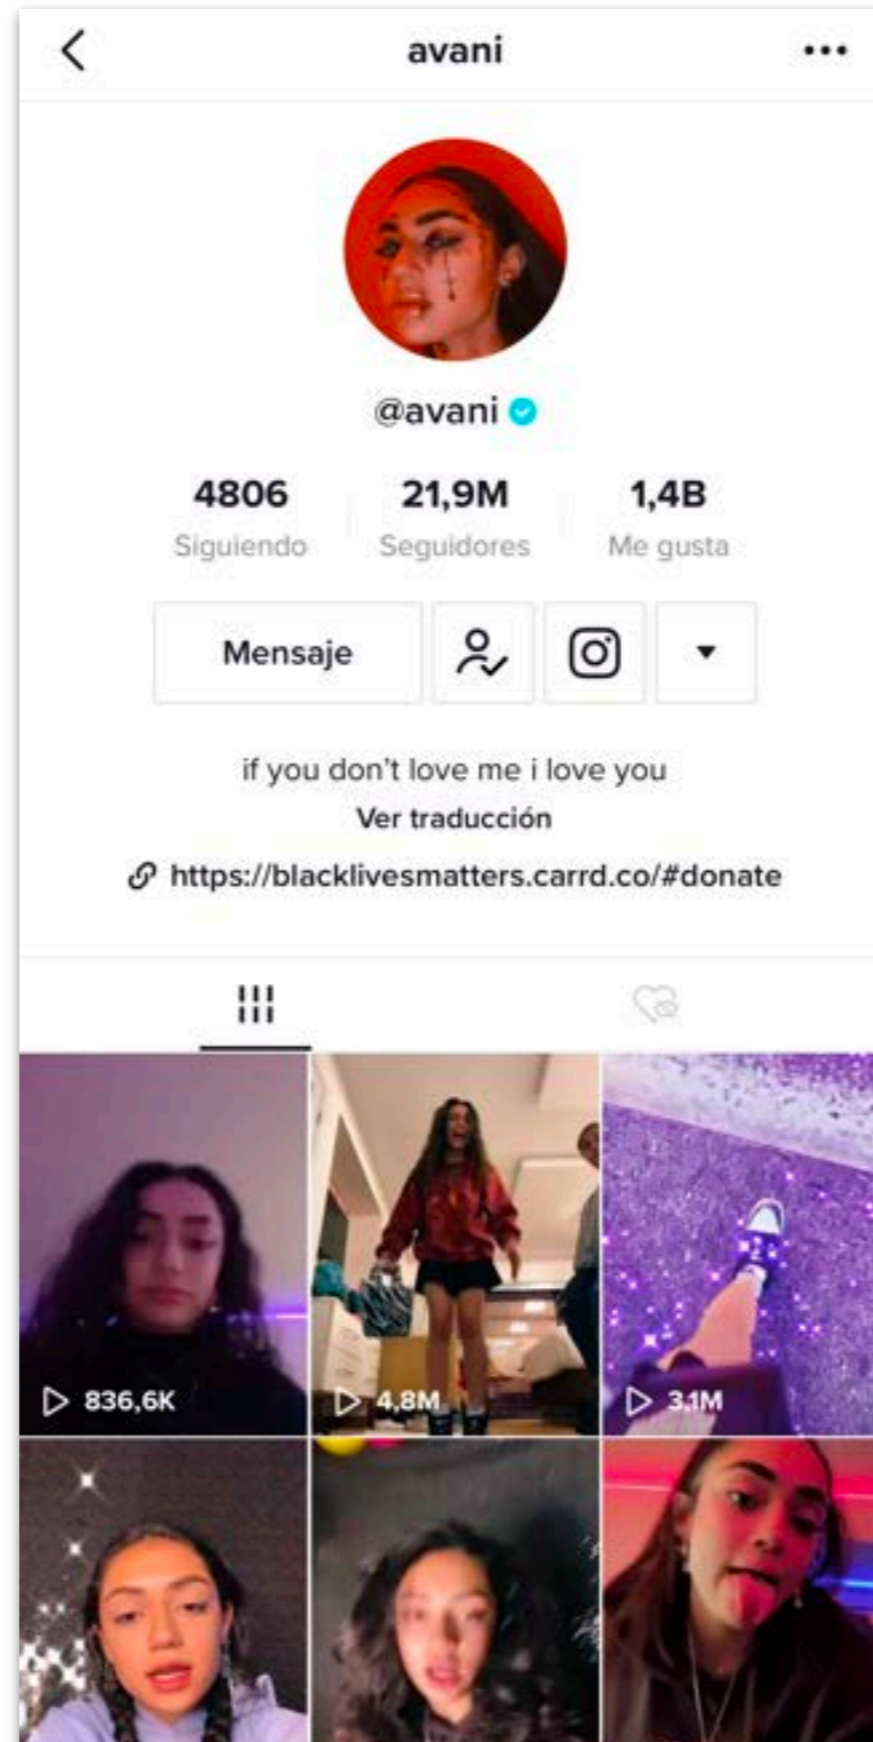 avani
@avani
4806 21,9M 1,4B
Siguiendo Seguidores Me gusta
Mensaje
if you don't love me i love you
Ver traducción
https://blacklivesmatters.carrd.co/#donate
836,6K 4,8M 3,1M